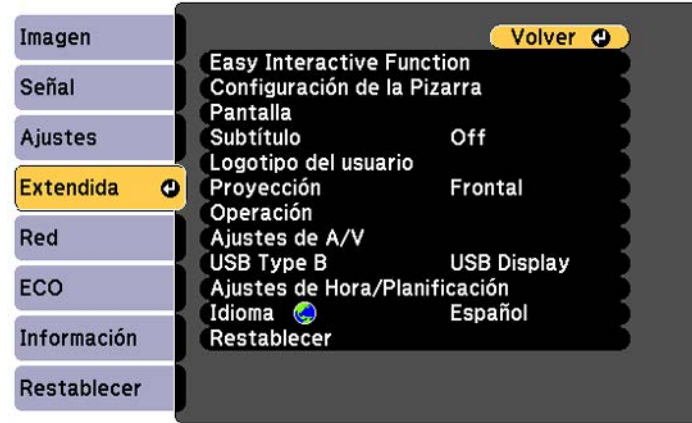 Imagen
Señal
Ajustes
Extendida
Red
ECO
Información
Restablecer
Volver
Easy Interactive Function
Configuración de la Pizarra
Pantalla
Subtítulo Off
Logotipo del usuario
Proyección Frontal
Operación
Ajustes de A/V
USB Type B USB Display
Ajustes de Hora/Planificación
Idioma Español
Restablecer